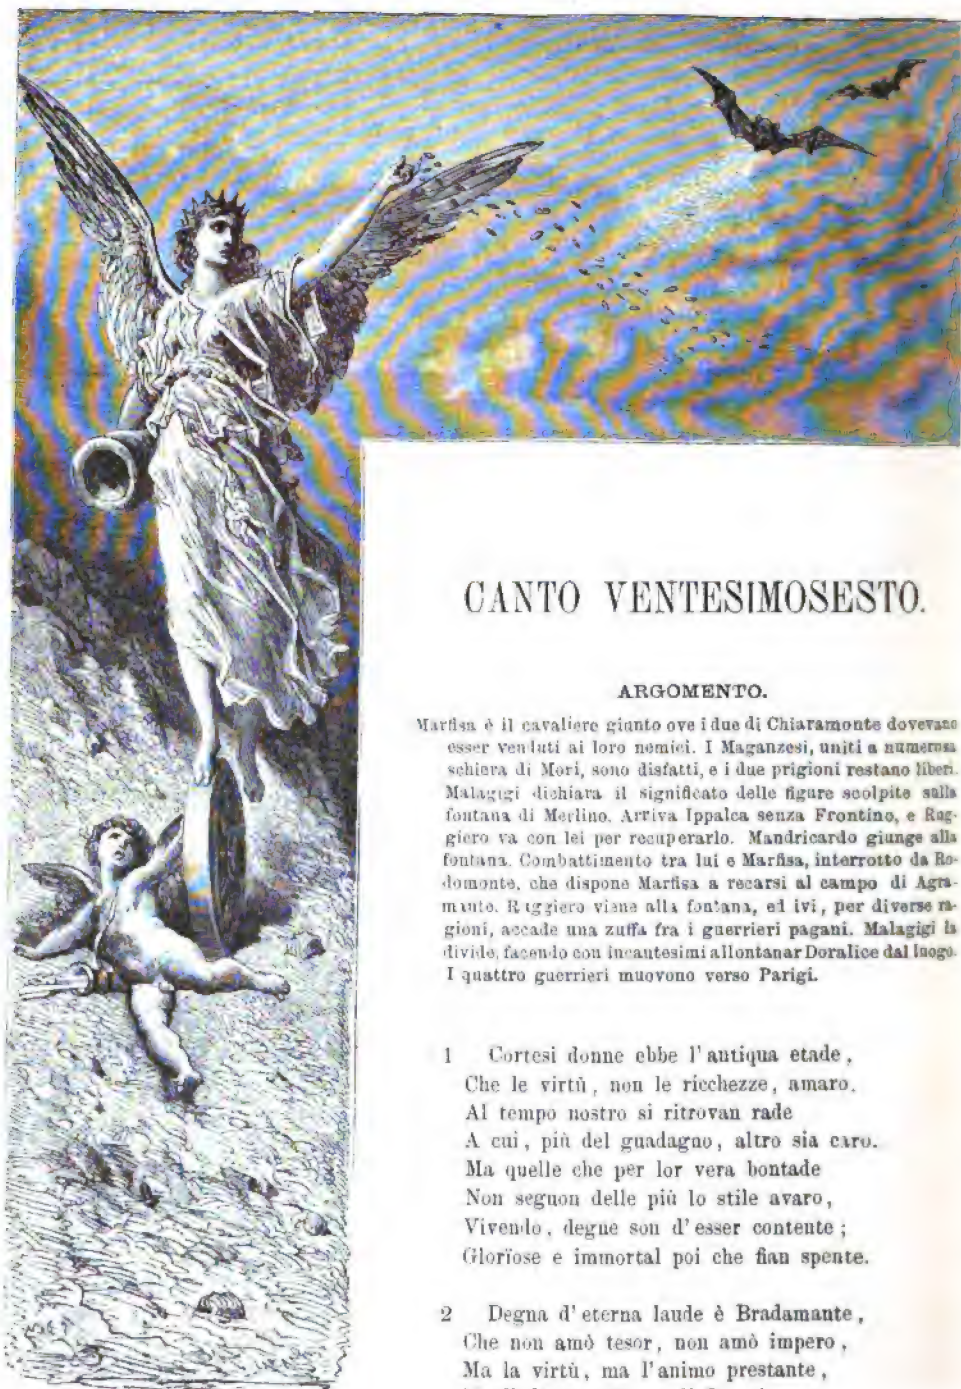 CANTO VENTESIMOSESTO.
ARGOMENTO.
Marfisa è il cavaliere giunto ove i due di Chiaramonte dovevano
esser venduti ai loro nemici. I Maganzesi, uniti a numerosa
schiera di Mori, sono disfatti, e i due prigioni restano liberi.
Malagigi dichiara il significato delle figure scolpite sulla
fontana di Merlino. Arriva Ippalca senza Frontino, e Rug-
giero va con lei per recuperarlo. Mandricardo giunge alla
fontana. Combattimento tra lui e Marfisa, interrotto da Ro-
domonte, che dispone Marfisa a recarsi al campo di Agra-
mante. Ruggiero viene alla fontana, ed ivi, per diverse ra-
gioni, accade una zuffa fra i guerrieri pagani. Malagigi la
divide, facendo con incantesimi allontanar Doralice dal luogo.
I quattro guerrieri muovono verso Parigi.
1 Cortesi donne ebbe l'antiqua etade,
Che le virtù, non le ricchezze, amaro.
Al tempo nostro si ritrovan rade
A cui, più del guadagno, altro sia caro.
Ma quelle che per lor vera bontade
Non seguon delle più lo stile avaro,
Vivendo, degne son d'esser contente;
Glorïose e immortal poi che fian spente.
2 Degna d'eterna laude è Bradamante,
Che non amò tesor, non amò impero,
Ma la virtù, ma l'animo prestante,